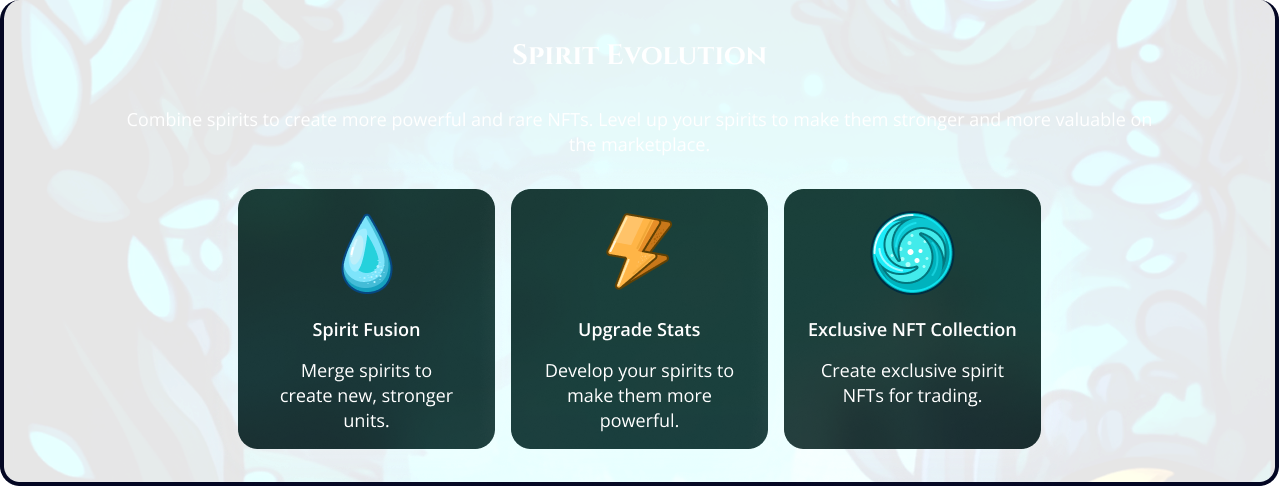 Spirit Evolution
Combine spirits to create more powerful and rare NFTs. Level up your spirits to make them stronger and more valuable on
the marketplace.
Spirit Fusion
Merge spirits to
create new, stronger
units.
Upgrade Stats
Develop your spirits to
make them more
powerful.
Exclusive NFT Collection
Create exclusive spirit
NFTs for trading.